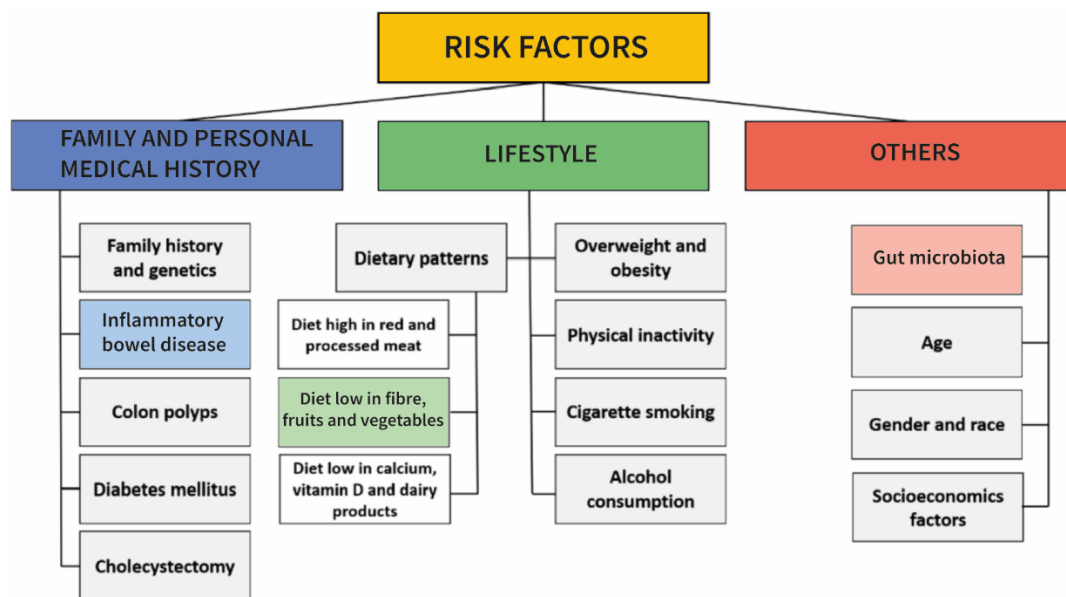 RISK FACTORS
FAMILY AND PERSONAL
MEDICAL HISTORY
Family history
and genetics
Inflammatory
bowel disease
Colon polyps
Diabetes mellitus
Cholecystectomy
LIFESTYLE
Dietary patterns
Diet high in red and
processed meat
Diet low in fibre,
fruits and vegetables
Diet low in calcium,
vitamin D and dairy
products
Overweight and
obesity
Physical inactivity
Cigarette smoking
Alcohol
consumption
OTHERS
Gut microbiota
Age
Gender and race
Socioeconomics
factors